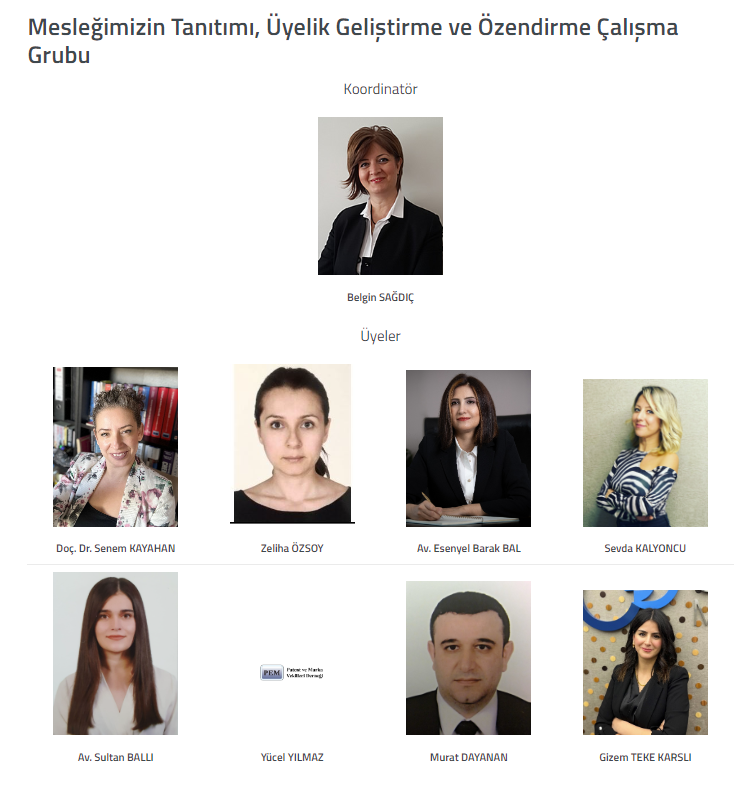 Mesleğimizin Tanıtımı, Üyelik Geliştirme ve Özendirme Çalışma
Grubu
Koordinatör
Belgin SAĞDIÇ
Üyeler
Doç. Dr. Senem KAYAHAN
Zeliha ÖZSOY
Av. Esenyel Barak BAL
Sevda KALYONCU
PEM
Patent ve Marka
Vekilleri Derneği
Av. Sultan BALLI
Yücel YILMAZ
Murat DAYANAN
Gizem TEKE KARSLI